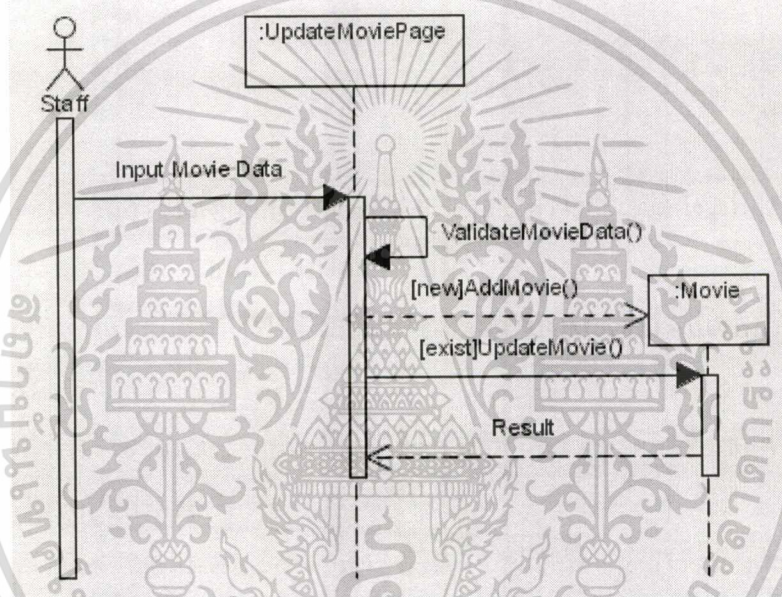 :UpdateMoviePage
Staff
Input Movie Data
ValidateMovieData()
[new]AddMovie()
:Movie
[exist]UpdateMovie()
Result